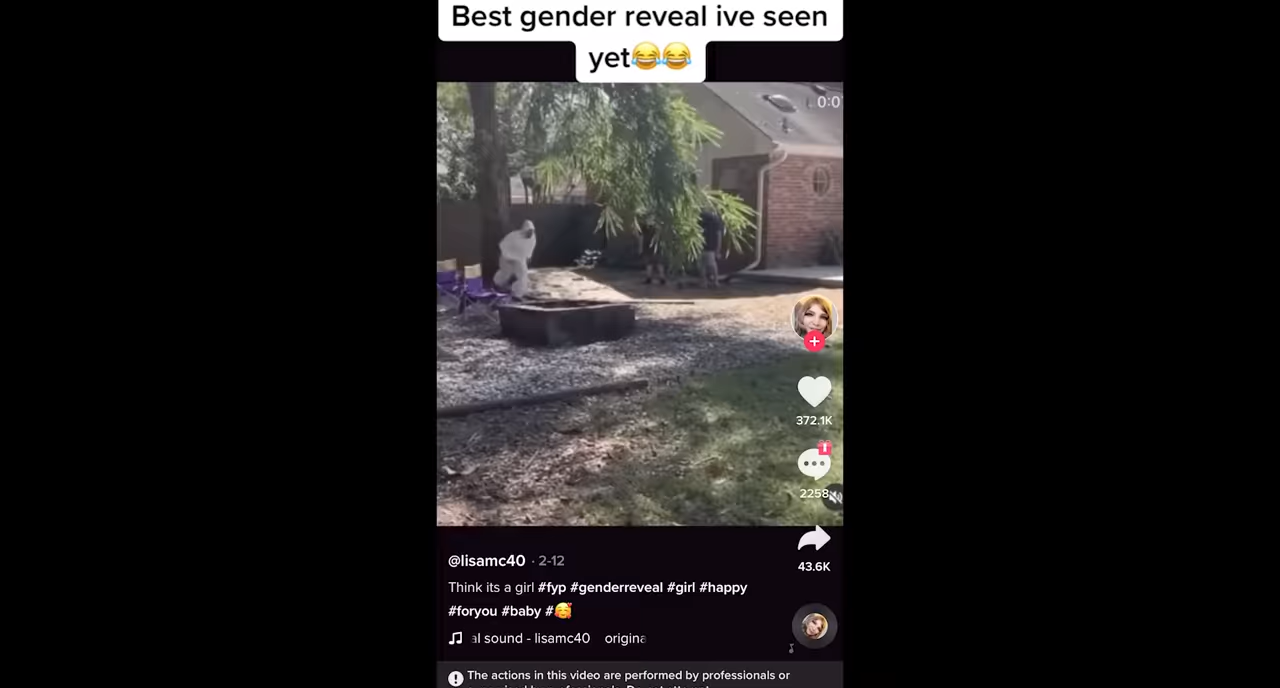 Best gender reveal ive seen
yet😂😂
0:0
372.1K
2258
43.6K
@lisamc40 · 2-12
Think its a girl #fyp #genderreveal #girl #happy
#foryou #baby #🥰
al sound - lisamc40 origina
The actions in this video are performed by professionals or